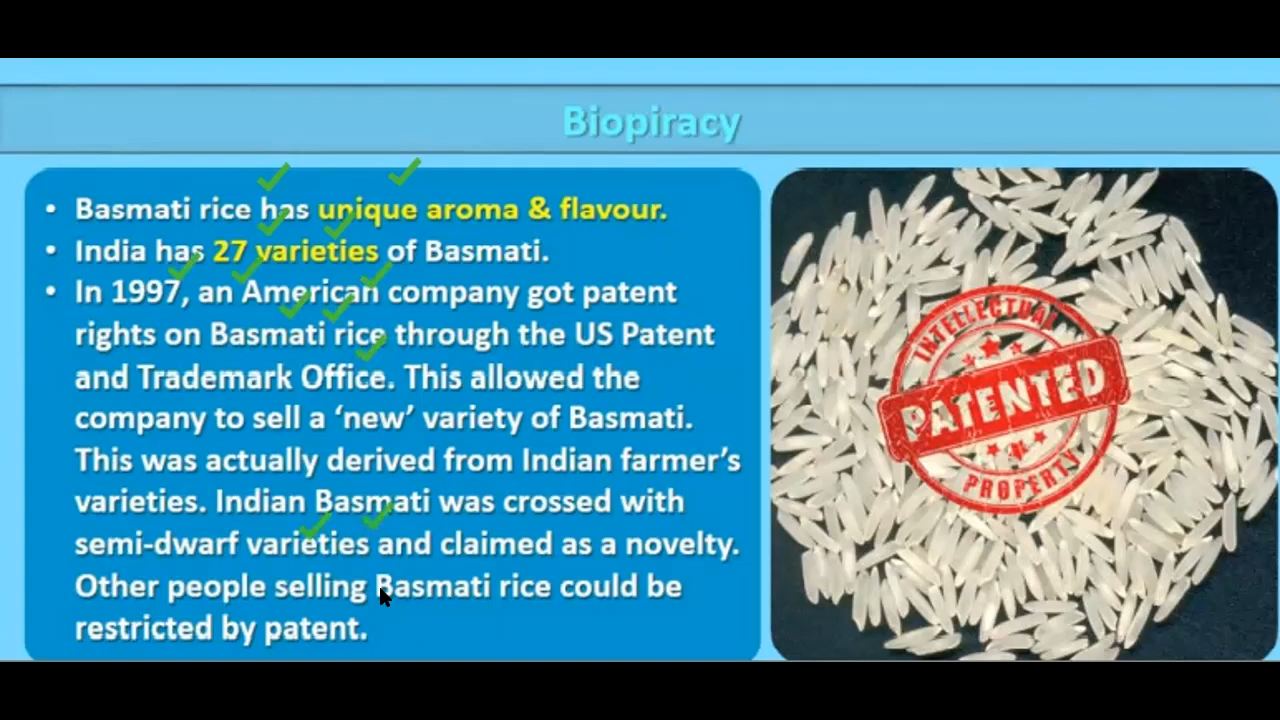 Biopiracy
• Basmati rice has unique aroma & flavour.
• India has 27 varieties of Basmati.
• In 1997, an American company got patent
rights on Basmati rice through the US Patent
and Trademark Office. This allowed the
company to sell a ‘new’ variety of Basmati.
This was actually derived from Indian farmer’s
varieties. Indian Basmati was crossed with
semi-dwarf varieties and claimed as a novelty.
Other people selling Basmati rice could be
restricted by patent.
INTELLECTUAL
PATENTED
PROPERTY